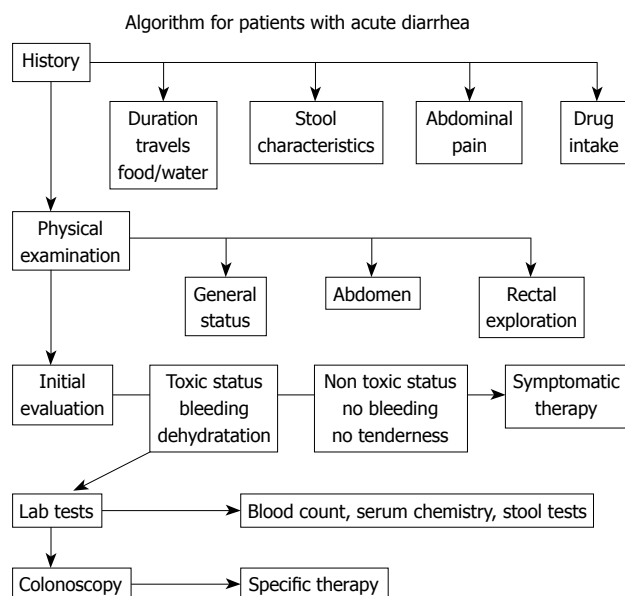 Algorithm for patients with acute diarrhea
History
Duration
travels
food/water
Stool
characteristics
Abdominal
pain
Drug
intake
Physical
examination
General
status
Abdomen
Rectal
exploration
Initial
evaluation
Toxic status
bleeding
dehydratation
Non toxic status
no bleeding
no tenderness
Symptomatic
therapy
Lab tests
Blood count, serum chemistry, stool tests
Colonoscopy
Specific therapy